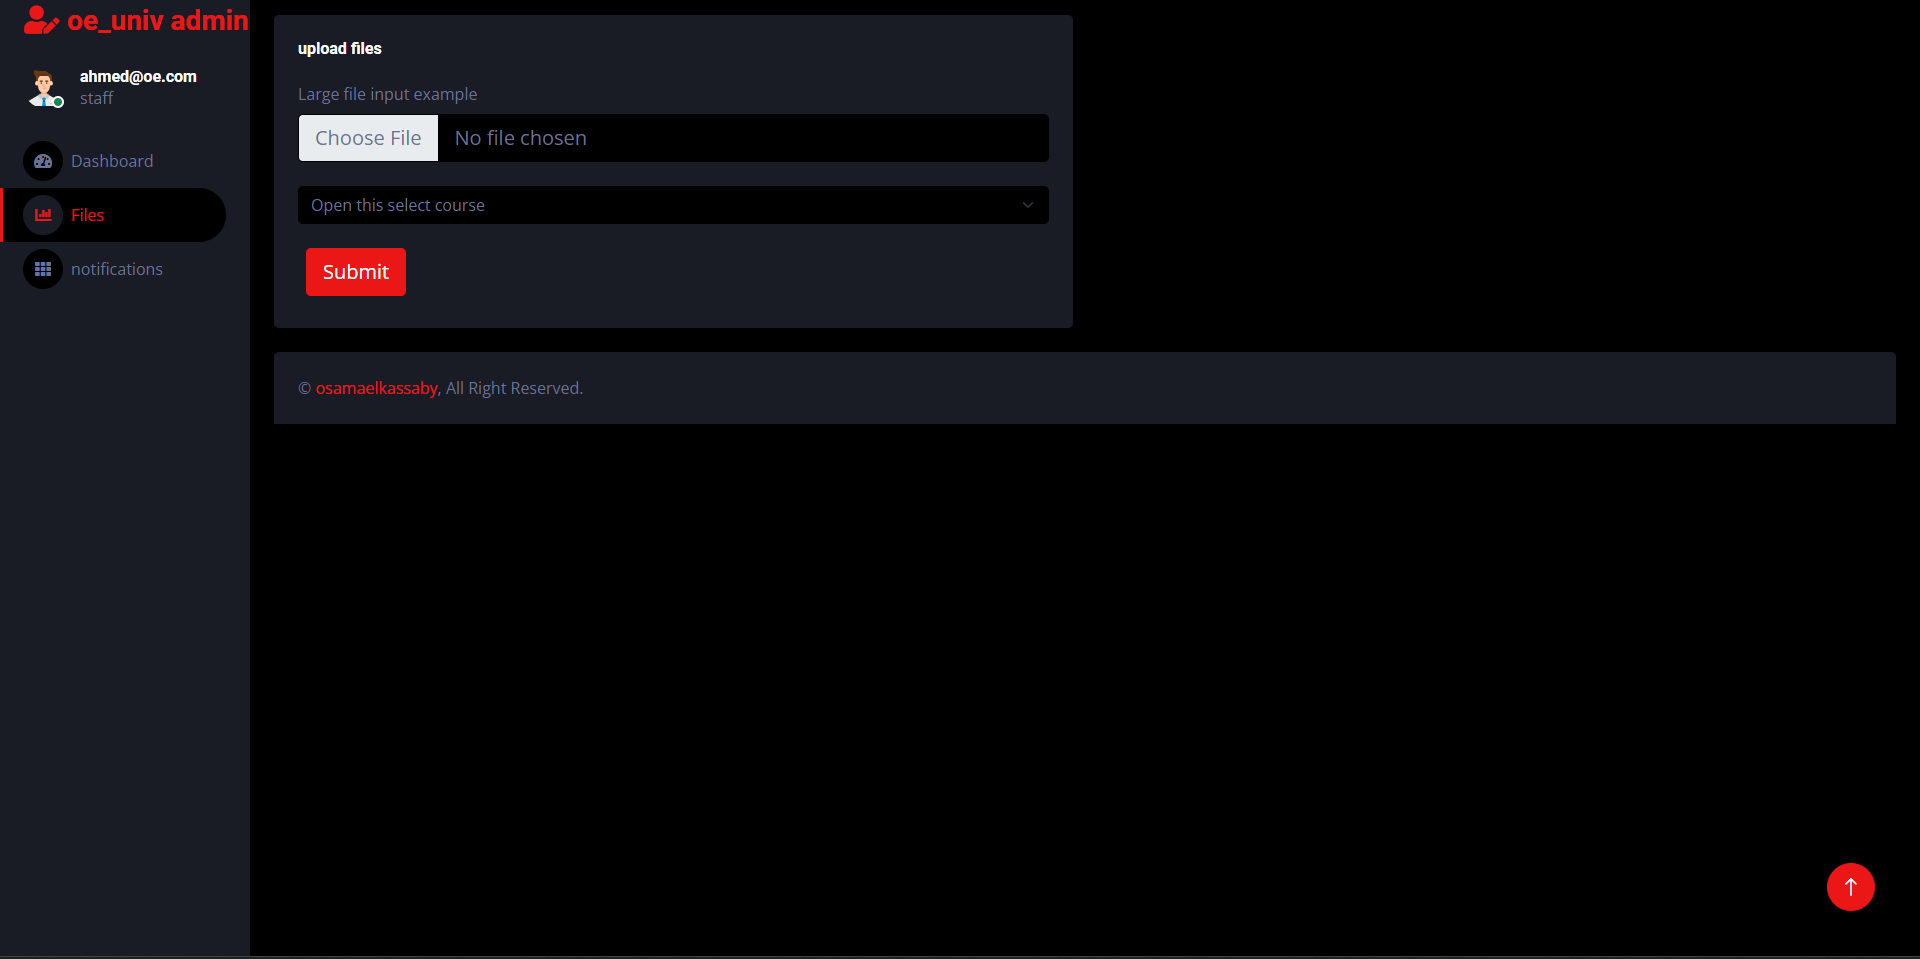 oe_univ admin
ahmed@oe.com
staff
Dashboard
Files
notifications
upload files
Large file input example
Choose File No file chosen
Open this select course
Submit
© osamaelkassaby, All Right Reserved.